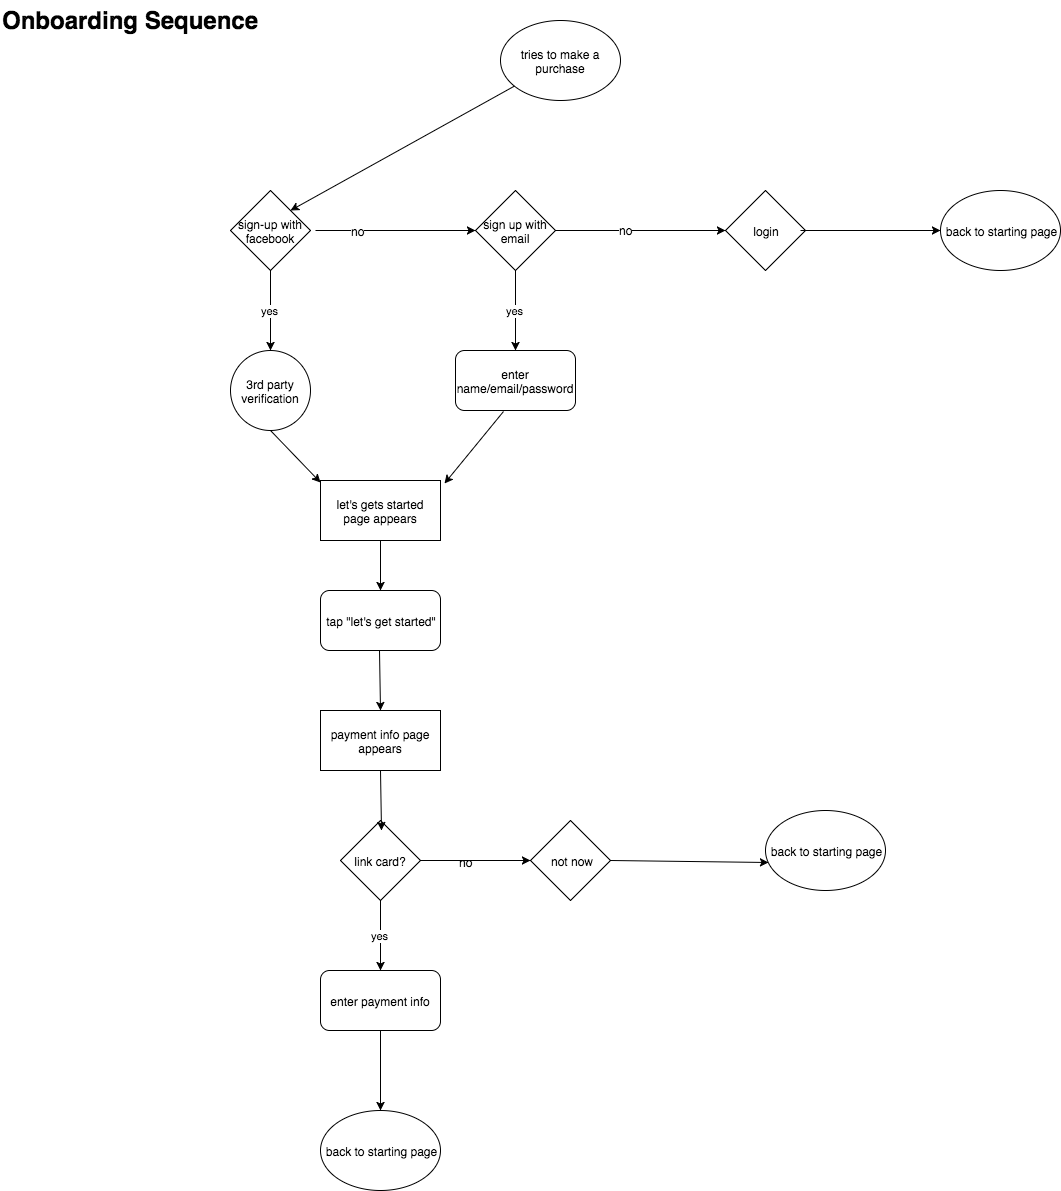 Onboarding Sequence
tries to make a
purchase
sign-up with
facebook
no
sign up with
email
no
login
back to starting page
yes
yes
3rd party
verification
enter
name/email/password
let's gets started
page appears
tap "let's get started"
payment info page
appears
link card?
no
not now
back to starting page
yes
enter payment info
back to starting page